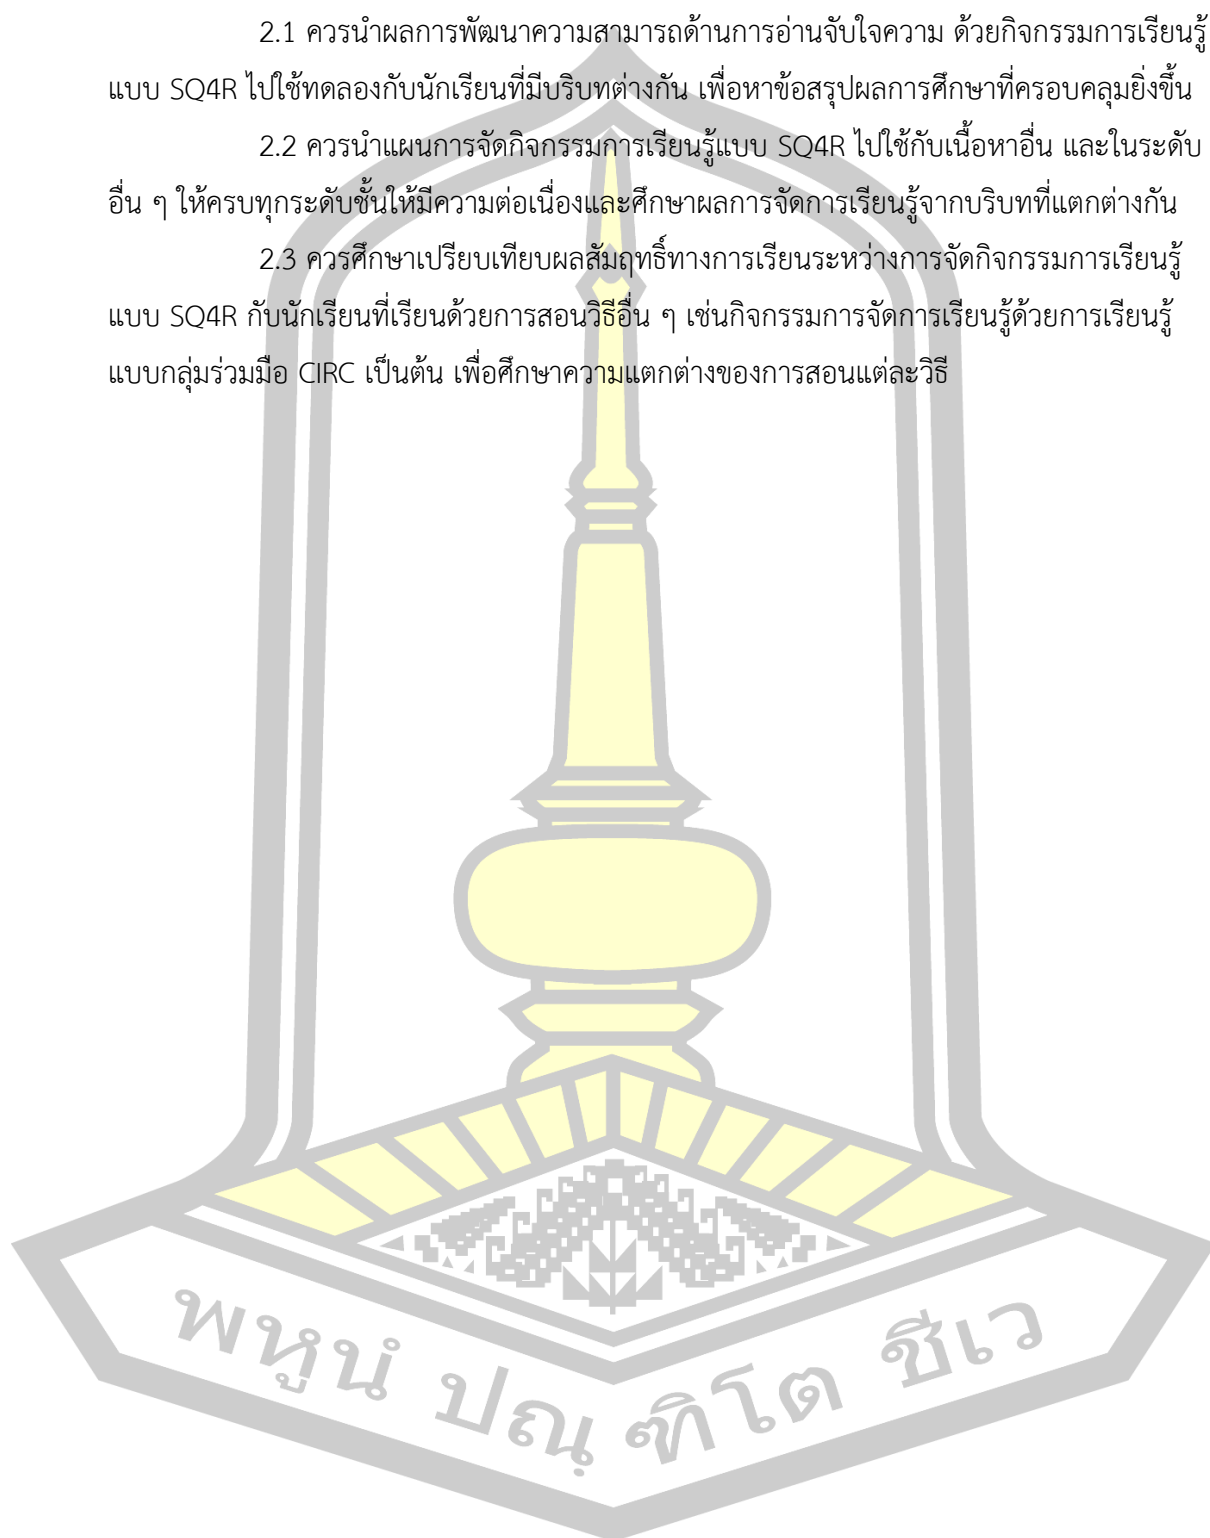 2.1 ควรนำผลการพัฒนาความสามารถด้านการอ่านจับใจความ ด้วยกิจกรรมการเรียนรู้
แบบ SQ4R ไปใช้ทดลองกับนักเรียนที่มีบริบทต่างกัน เพื่อหาข้อสรุปผลการศึกษาที่ครอบคลุมยิ่งขึ้น
2.2 ควรนำแผนการจัดกิจกรรมการเรียนรู้แบบ SQ4R ไปใช้กับเนื้อหาอื่น และในระดับ
อื่น ๆ ให้ครบทุกระดับชั้นให้มีความต่อเนื่องและศึกษาผลการจัดการเรียนรู้จากบริบทที่แตกต่างกัน
2.3 ควรศึกษาเปรียบเทียบผลสัมฤทธิ์ทางการเรียนระหว่างการจัดกิจกรรมการเรียนรู้
แบบ SQ4R กับนักเรียนที่เรียนด้วยการสอนวิธีอื่น ๆ เช่นกิจกรรมการจัดการเรียนรู้ด้วยการเรียนรู้
แบบกลุ่มร่วมมือ CIRC เป็นต้น เพื่อศึกษาความแตกต่างของการสอนแต่ละวิธี
พหูนํ ปณฺ ฑิโต ชีเว